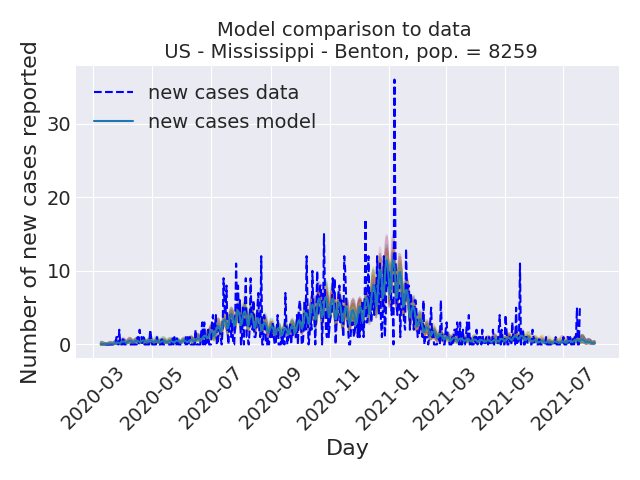 Model comparison to data
US - Mississippi - Benton, pop. = 8259
Number of new cases reported
new cases data
new cases model
30
20
10
0
2020-03
2020-05
2020-07
2020-09
2020-11
2021-01
2021-03
2021-05
2021-07
Day